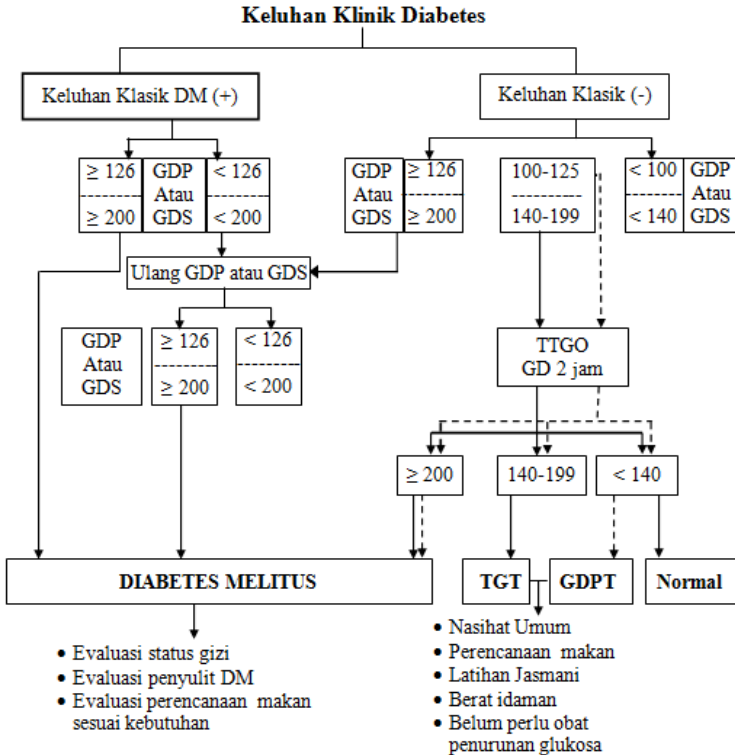 Keluhan Klinik Diabetes
Keluhan Klasik DM (+)
Keluhan Klasik (-)
≥ 126
----------
≥ 200
GDP
Atau
GDS
< 126
----------
< 200
GDP
Atau
GDS
≥ 126
----------
≥ 200
100-125
----------
140-199
< 100
----------
< 140
GDP
Atau
GDS
Ulang GDP atau GDS
GDP
Atau
GDS
≥ 126
----------
≥ 200
< 126
----------
< 200
TTGO
GD 2 jam
≥ 200
140-199
< 140
DIABETES MELITUS
TGT
GDPT
Normal
• Evaluasi status gizi
• Evaluasi penyulit DM
• Evaluasi perencanaan makan
sesuai kebutuhan
• Nasihat Umum
• Perencanaan makan
• Latihan Jasmani
• Berat idaman
• Belum perlu obat
penurunan glukosa